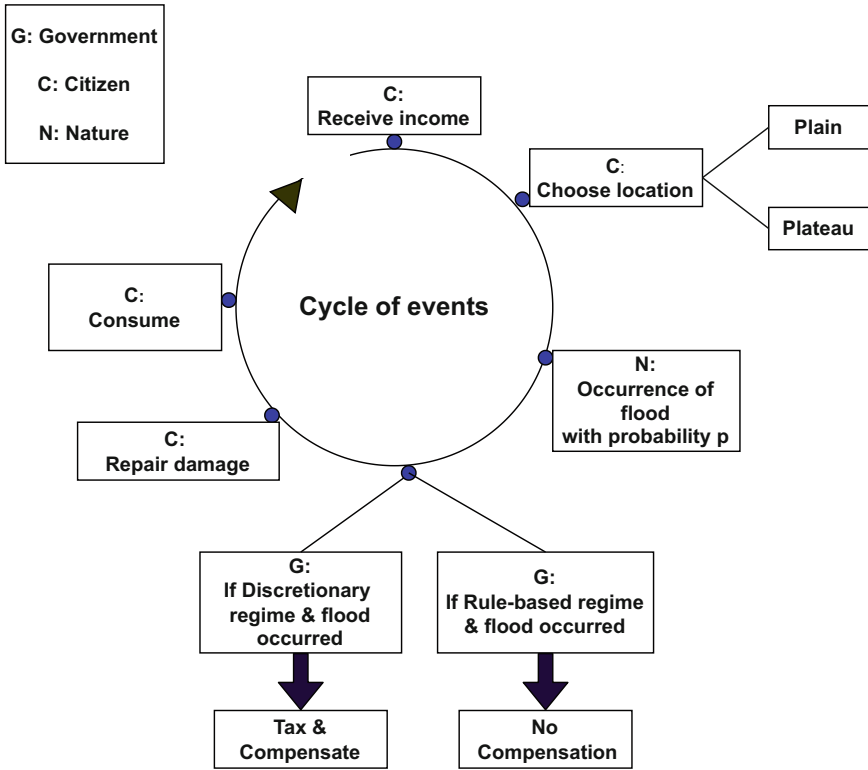 G: Government
C: Citizen
N: Nature
C:
Receive income
C:
Choose location
Plain
Plateau
Cycle of events
C:
Consume
N:
Occurrence of
flood
with probability p
C:
Repair damage
G:
If Discretionary
regime & flood
occurred
G:
If Rule-based regime
& flood occurred
Tax &
Compensate
No
Compensation